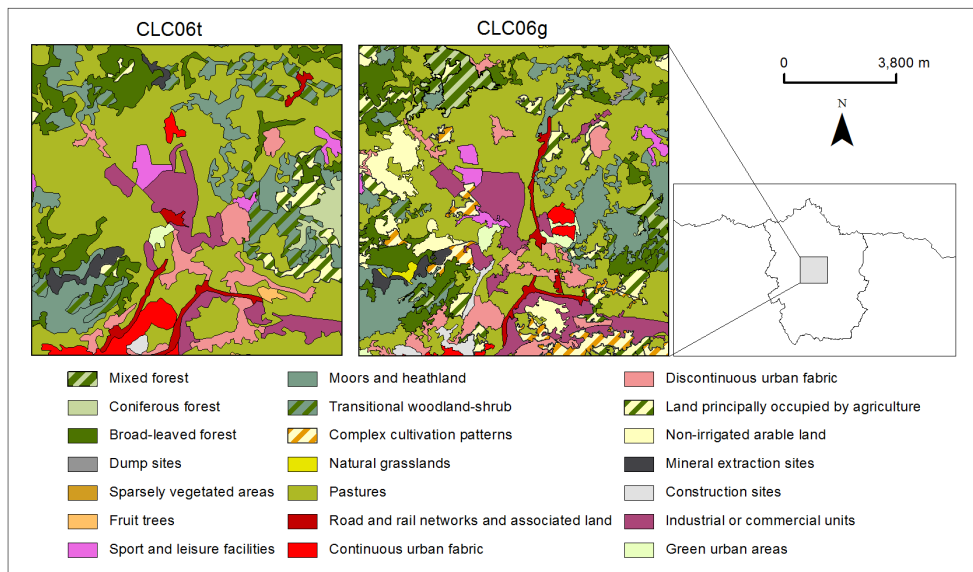 CLC06t
CLC06g
0 3,800 m
N
Mixed forest
Coniferous forest
Broad-leaved forest
Dump sites
Sparsely vegetated areas
Fruit trees
Sport and leisure facilities
Moors and heathland
Transitional woodland-shrub
Complex cultivation patterns
Natural grasslands
Pastures
Road and rail networks and associated land
Continuous urban fabric
Discontinuous urban fabric
Land principally occupied by agriculture
Non-irrigated arable land
Mineral extraction sites
Construction sites
Industrial or commercial units
Green urban areas